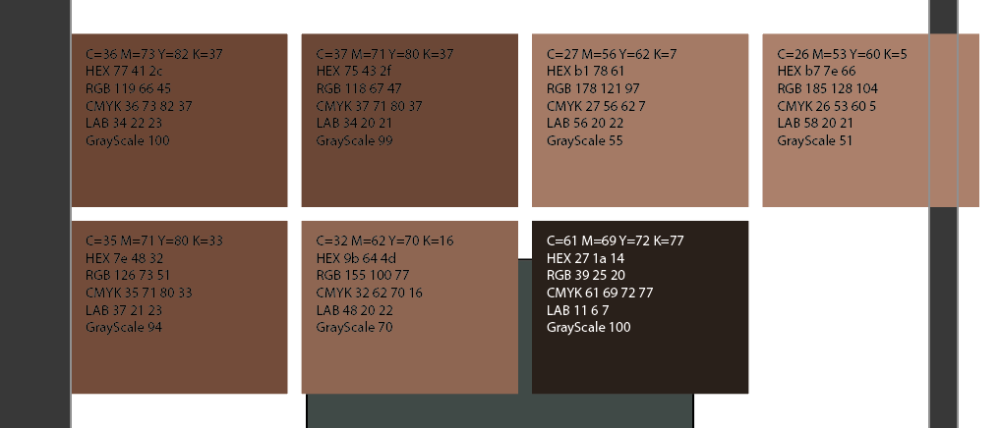 C=36 M=73 Y=82 K=37
HEX 77 41 2c
RGB 119 66 45
CMYK 36 73 82 37
LAB 34 22 23
GrayScale 100
C=37 M=71 Y=80 K=37
HEX 75 43 2f
RGB 118 67 47
CMYK 37 71 80 37
LAB 34 20 21
GrayScale 99
C=27 M=56 Y=62 K=7
HEX b1 78 61
RGB 178 121 97
CMYK 27 56 62 7
LAB 56 20 22
GrayScale 55
C=26 M=53 Y=60 K=5
HEX b7 7e 66
RGB 185 128 104
CMYK 26 53 60 5
LAB 58 20 21
GrayScale 51
C=35 M=71 Y=80 K=33
HEX 7e 48 32
RGB 126 73 51
CMYK 35 71 80 33
LAB 37 21 23
GrayScale 94
C=32 M=62 Y=70 K=16
HEX 9b 64 4d
RGB 155 100 77
CMYK 32 62 70 16
LAB 48 20 22
GrayScale 70
C=61 M=69 Y=72 K=77
HEX 27 1a 14
RGB 39 25 20
CMYK 61 69 72 77
LAB 11 6 7
GrayScale 100